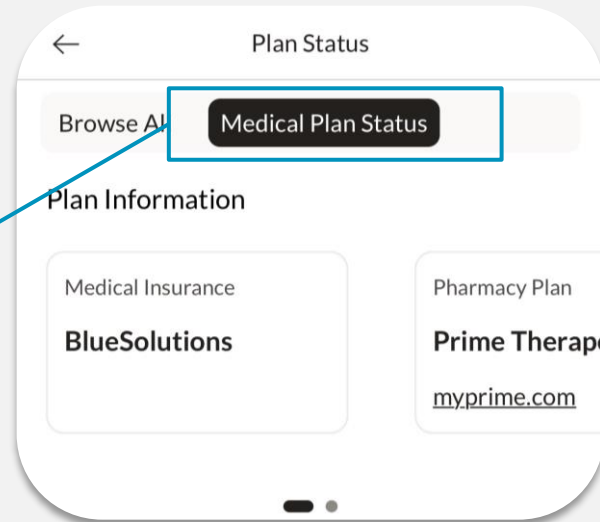 Plan Status
Browse Al
Medical Plan Status
Plan Information
Medical Insurance
BlueSolutions
Pharmacy Plan
Prime Therap
myprime.com